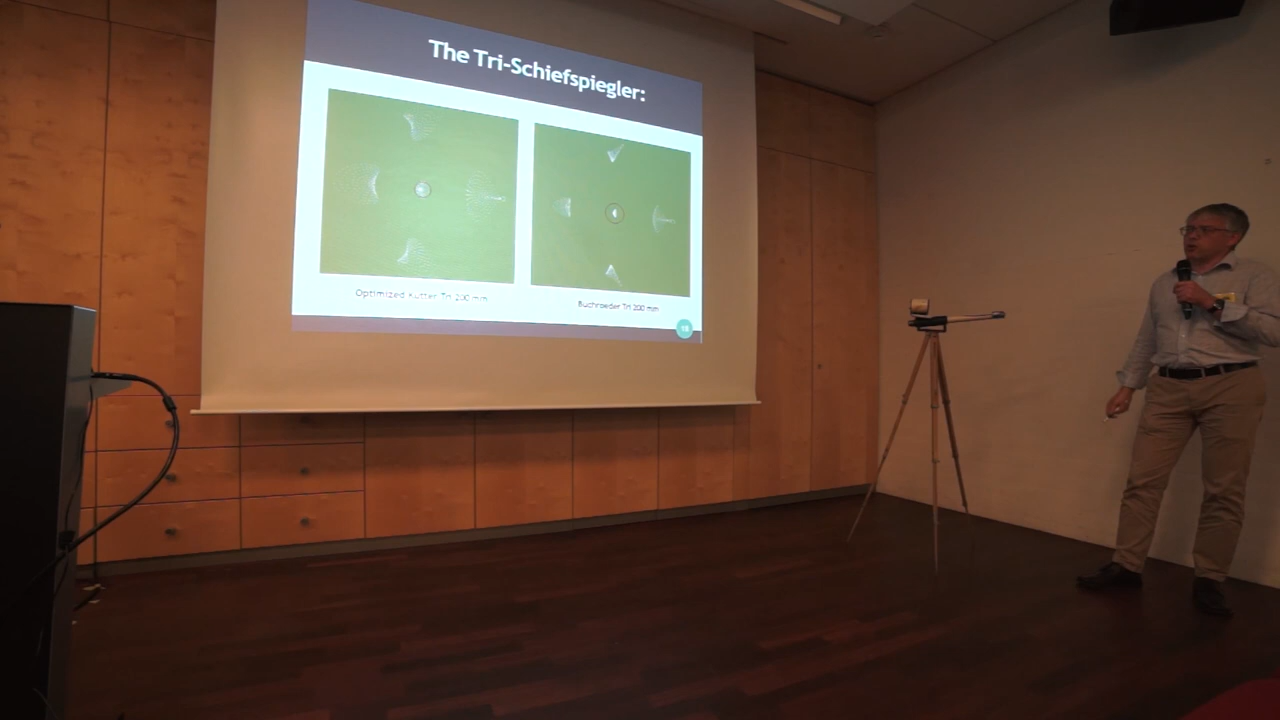 The Tri-Schiefspiegler:
Optimized Kutter Tri 200 mm
Buchroeder Tri 200 mm